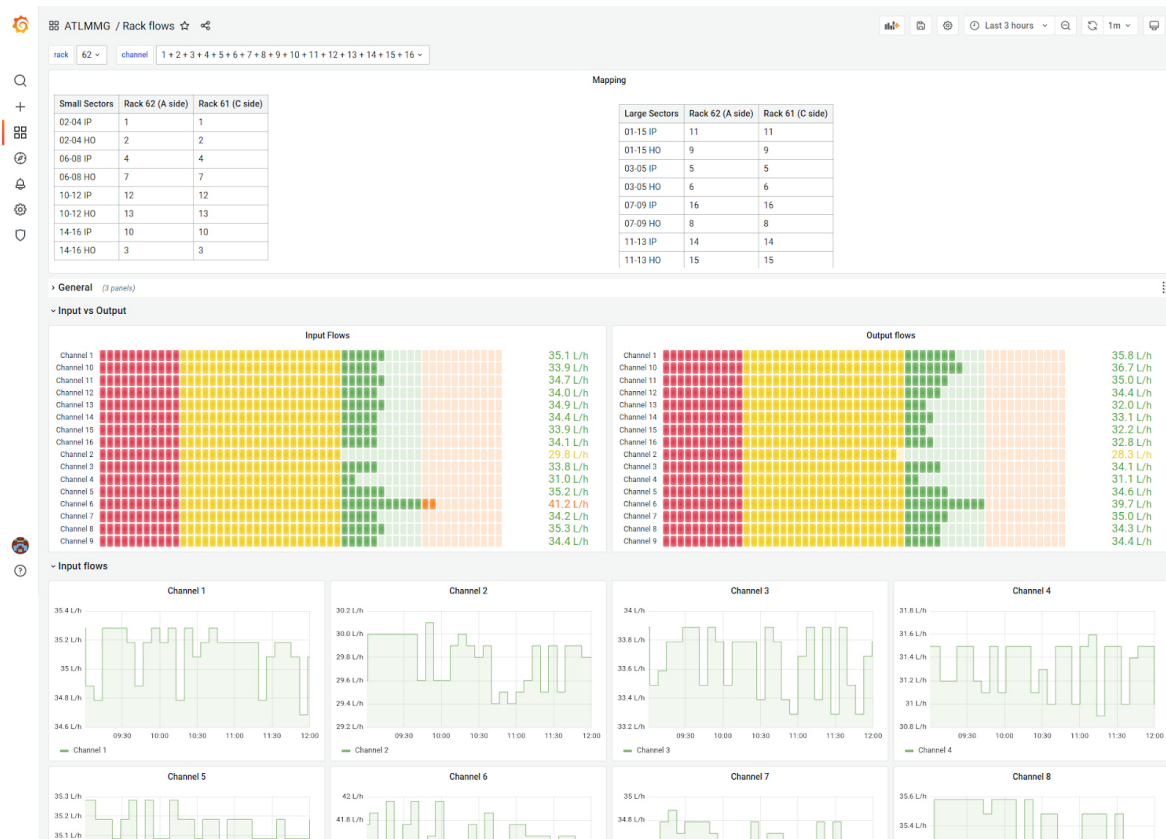 ATLMMG / Rack flows
Last 3 hours
1m
rack 62 channel 1 + 2 + 3 + 4 + 5 + 6 + 7 + 8 + 9 + 10 + 11 + 12 + 13 + 14 + 15 + 16
Mapping
Small Sectors Rack 62 (A side) Rack 61 (C side)
02-04 IP 1 1
02-04 HO 2 2
06-08 IP 4 4
06-08 HO 7 7
10-12 IP 12 12
10-12 HO 13 13
14-16 IP 10 10
14-16 HO 3 3
Large Sectors Rack 62 (A side) Rack 61 (C side)
01-15 IP 11 11
01-15 HO 9 9
03-05 IP 5 5
03-05 HO 6 6
07-09 IP 16 16
07-09 HO 8 8
11-13 IP 14 14
11-13 HO 15 15
General (3 panels)
Input vs Output
Input Flows
Channel 1 35.1 L/h
Channel 10 33.9 L/h
Channel 11 34.7 L/h
Channel 12 34.0 L/h
Channel 13 34.9 L/h
Channel 14 34.4 L/h
Channel 15 33.9 L/h
Channel 16 34.1 L/h
Channel 2 29.8 L/h
Channel 3 33.8 L/h
Channel 4 31.0 L/h
Channel 5 35.2 L/h
Channel 6 41.2 L/h
Channel 7 34.2 L/h
Channel 8 35.3 L/h
Channel 9 34.4 L/h
Output flows
Channel 1 35.8 L/h
Channel 10 36.7 L/h
Channel 11 35.0 L/h
Channel 12 34.4 L/h
Channel 13 32.0 L/h
Channel 14 33.1 L/h
Channel 15 32.2 L/h
Channel 16 32.8 L/h
Channel 2 28.3 L/h
Channel 3 34.1 L/h
Channel 4 31.1 L/h
Channel 5 34.6 L/h
Channel 6 39.7 L/h
Channel 7 35.0 L/h
Channel 8 34.3 L/h
Channel 9 34.4 L/h
Input flows
Channel 1
35.4 L/h
35.2 L/h
35 L/h
34.8 L/h
34.6 L/h
09:30 10:00 10:30 11:00 11:30 12:00
Channel 1
Channel 2
30.2 L/h
30.0 L/h
29.8 L/h
29.6 L/h
29.4 L/h
29.2 L/h
09:30 10:00 10:30 11:00 11:30 12:00
Channel 2
Channel 3
34 L/h
33.8 L/h
33.6 L/h
33.4 L/h
33.2 L/h
09:30 10:00 10:30 11:00 11:30 12:00
Channel 3
Channel 4
31.8 L/h
31.6 L/h
31.4 L/h
31.2 L/h
31 L/h
30.8 L/h
09:30 10:00 10:30 11:00 11:30 12:00
Channel 4
Channel 5
35.3 L/h
35.2 L/h
35.1 L/h
Channel 6
42 L/h
41.8 L/h
Channel 7
35 L/h
34.8 L/h
Channel 8
35.6 L/h
35.4 L/h